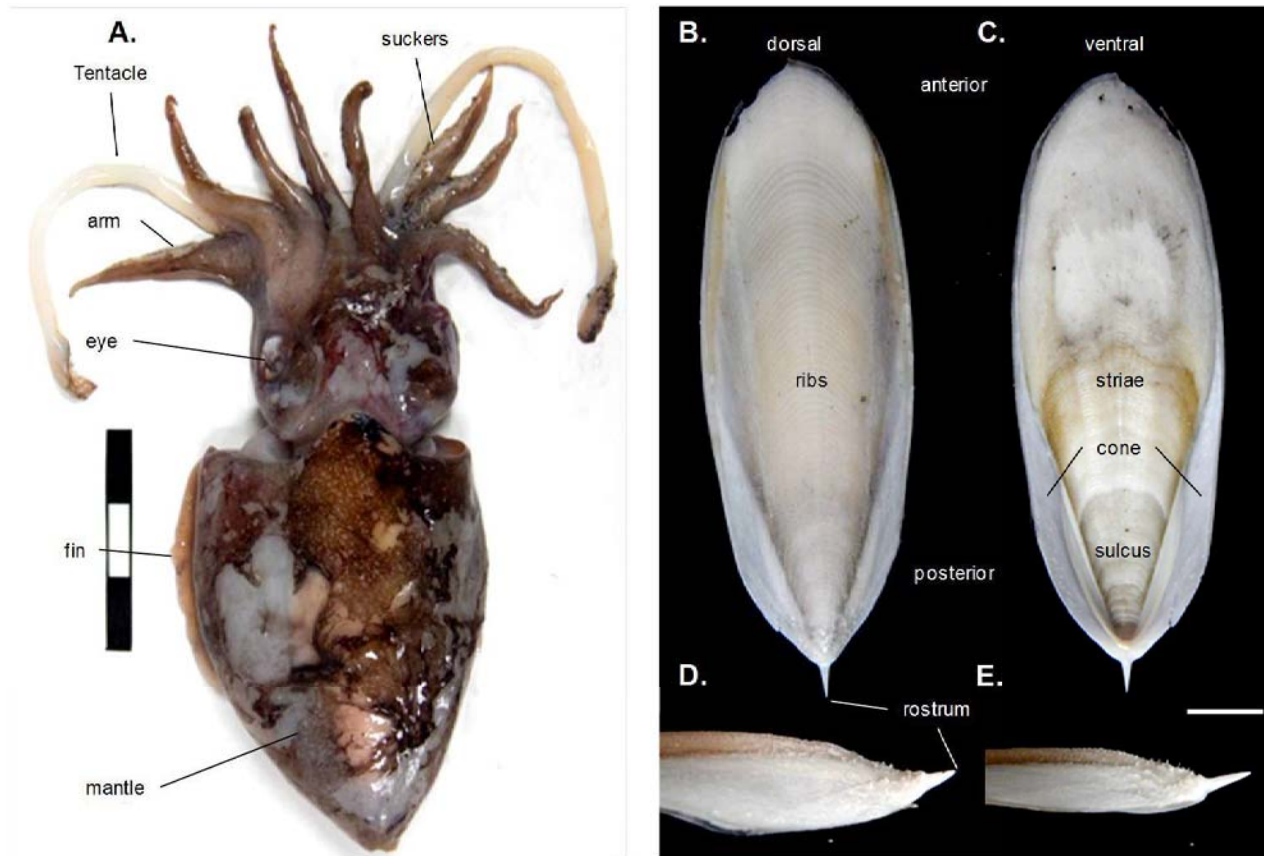 A.
suckers
Tentacle
arm
eye
fin
mantle
B.
dorsal
C.
ventral
anterior
ribs
striae
cone
sulcus
posterior
D.
E.
rostrum